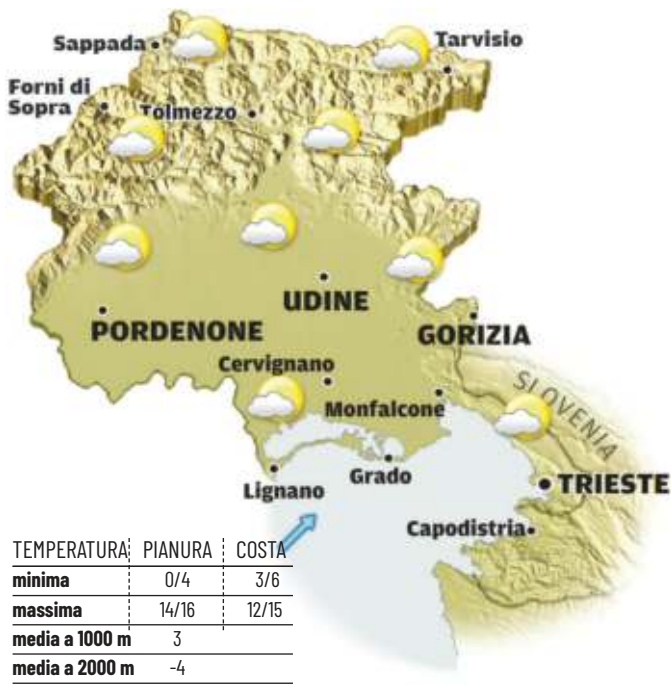 Sappada
Tarvisio
Forni di
Sopra
Tolmezzo
UDINE
PORDENONE
GORIZIA
Cervignano
Monfalcone
SLOVENIA
Lignano
Grado
TRIESTE
Capodistria
TEMPERATURA PIANURA COSTA
minima 0/4 3/6
massima 14/16 12/15
media a 1000 m 3
media a 2000 m -4